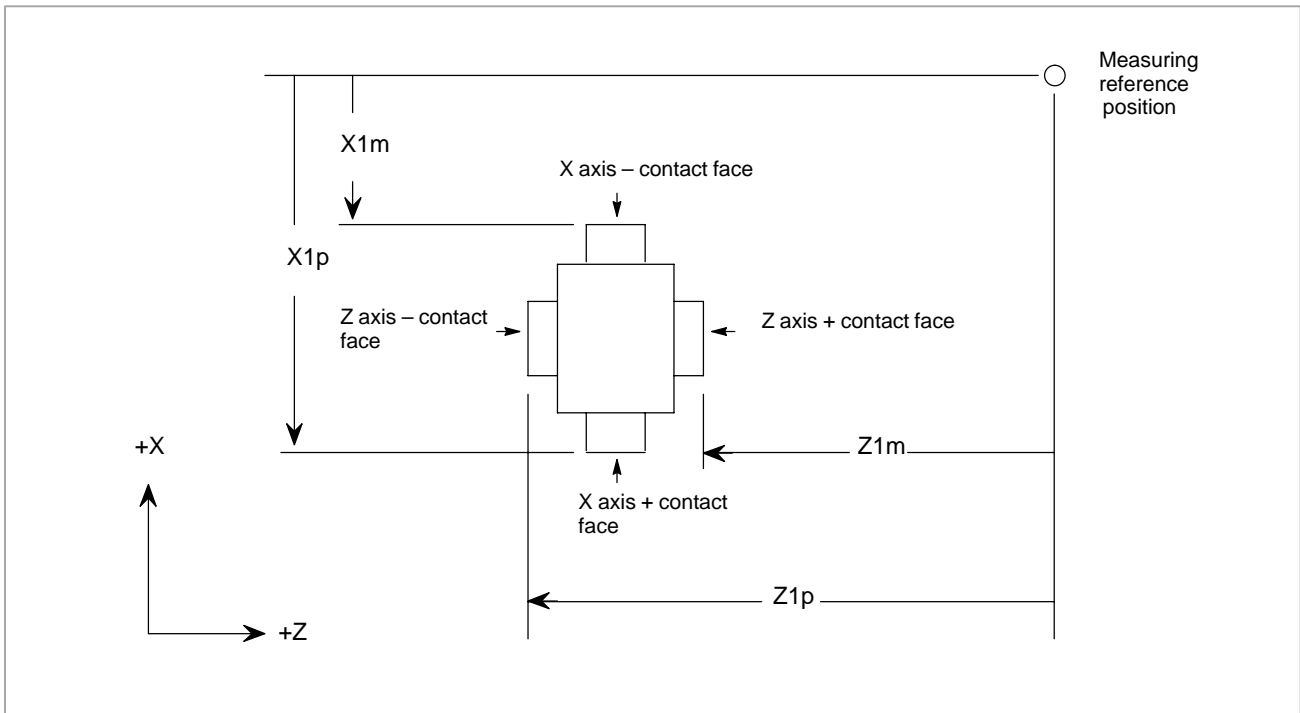 Measuring
reference
position
X1m
X axis – contact face
X1p
Z axis – contact
face
Z axis + contact face
+X
Z1m
X axis + contact
face
Z1p
+Z